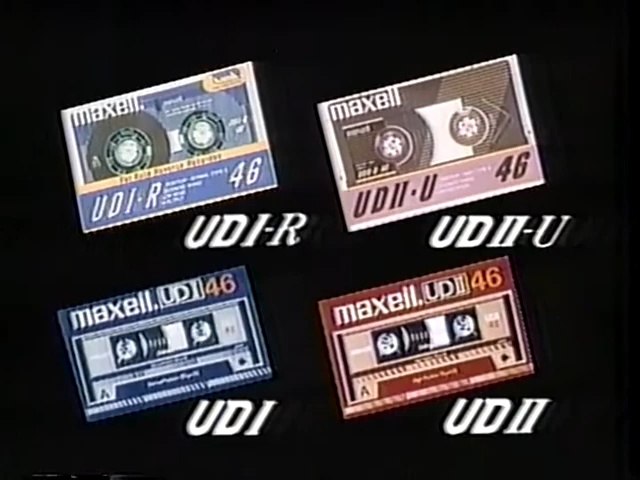 maxell.
For Auto Reverse Recorder
UDI·R
46
UDI-R
maxell
UDII·U
46
UDII-U
maxell. UDI 46
A
UDI
maxell. UDII 46
A
UDII